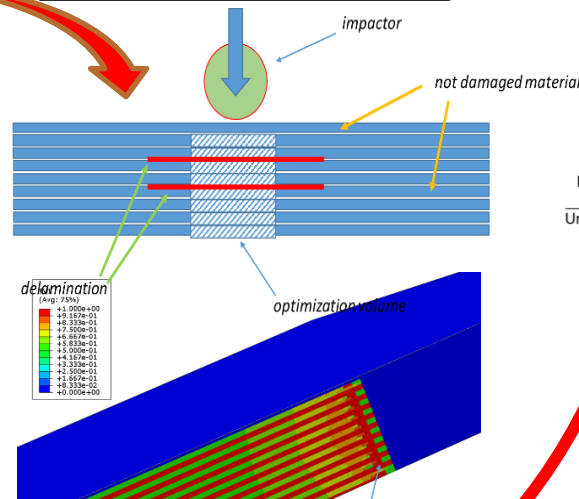 impactor
not damaged material
delamination
optimization volume
(Avg: 75%)
+1.000e+00
+9.167e-01
+8.333e-01
+7.500e-01
+6.667e-01
+5.833e-01
+5.000e-01
+4.167e-01
+3.333e-01
+2.500e-01
+1.667e-01
+8.333e-02
+0.000e+00